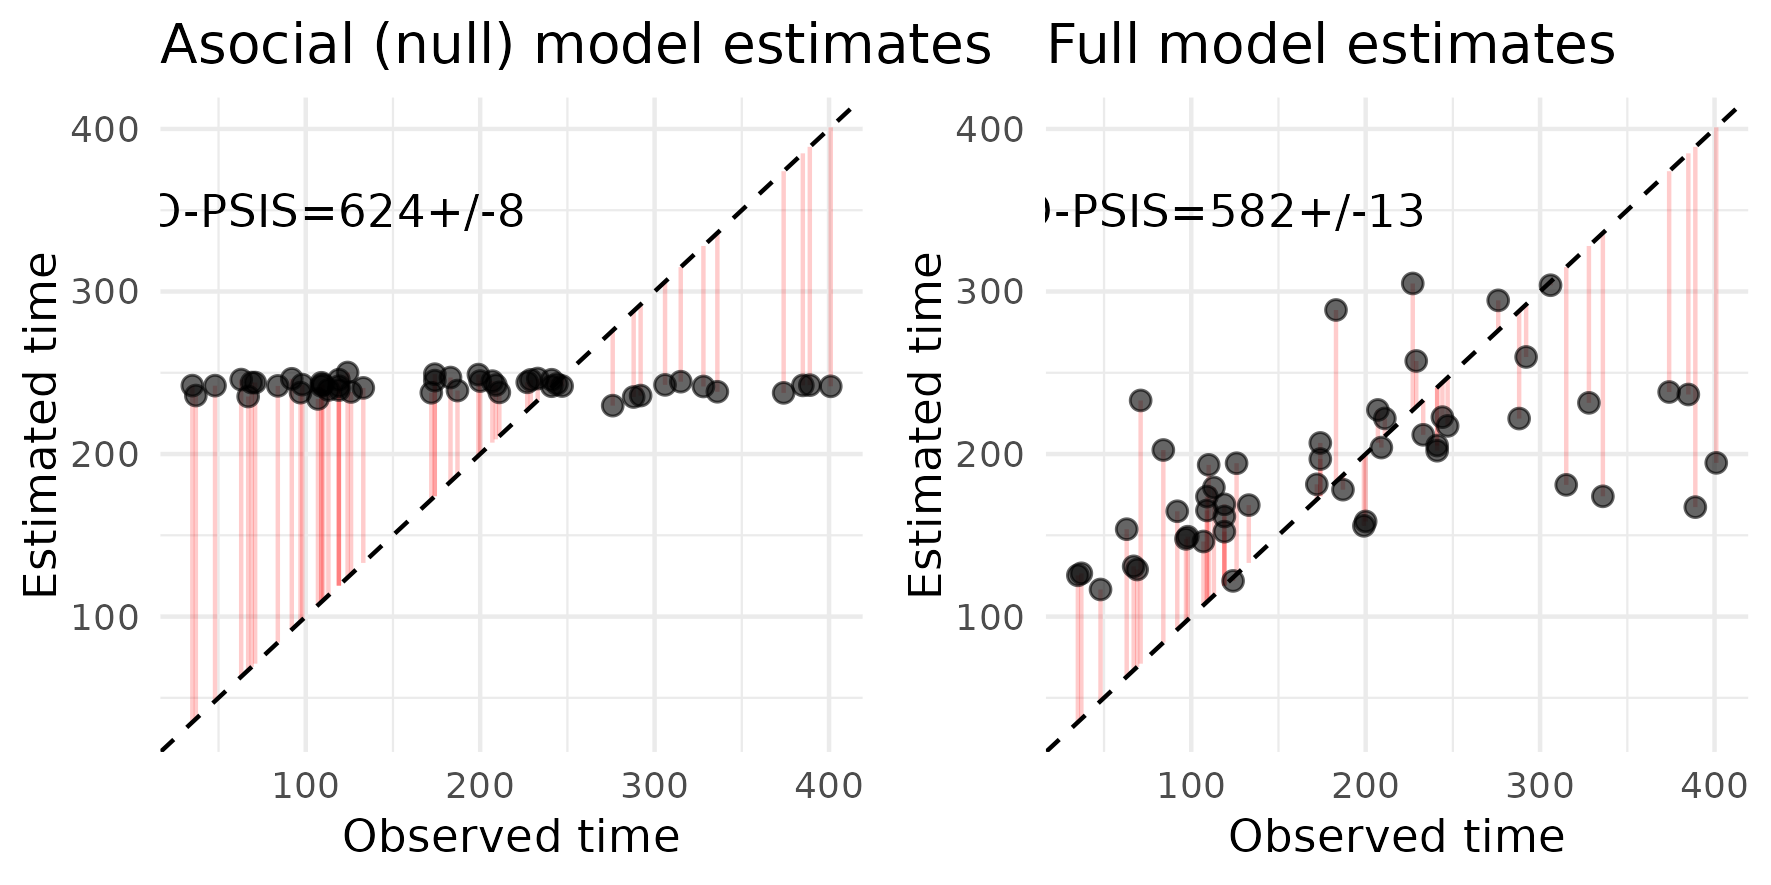 Asocial (null) model estimates
400
300
200
100
O-PSIS=624+/-8
Estimated time
100 200 300 400
Observed time
Full model estimates
400
300
200
100
-PSIS=582+/-13
Estimated time
100 200 300 400
Observed time